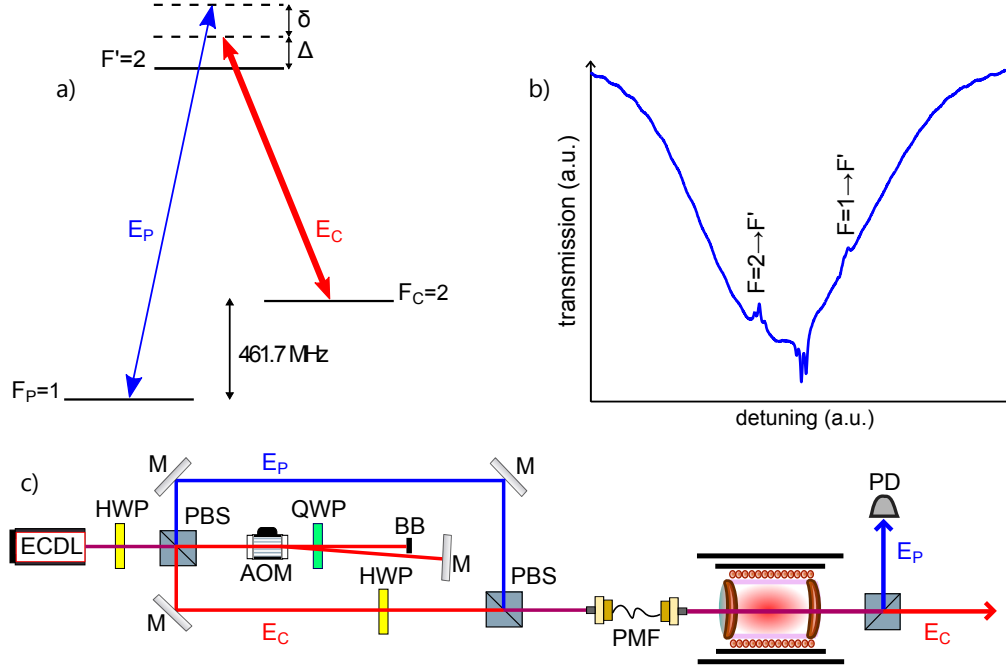 a)
δ
Δ
F'=2
E_P
E_C
F_C=2
461.7 MHz
F_P=1
b)
transmission (a.u.)
F=2→F'
F=1→F'
detuning (a.u.)
c)
M
E_P
M
HWP
PBS
QWP
BB
PD
ECDL
AOM
M
HWP
PBS
E_P
M
E_C
PMF
E_C